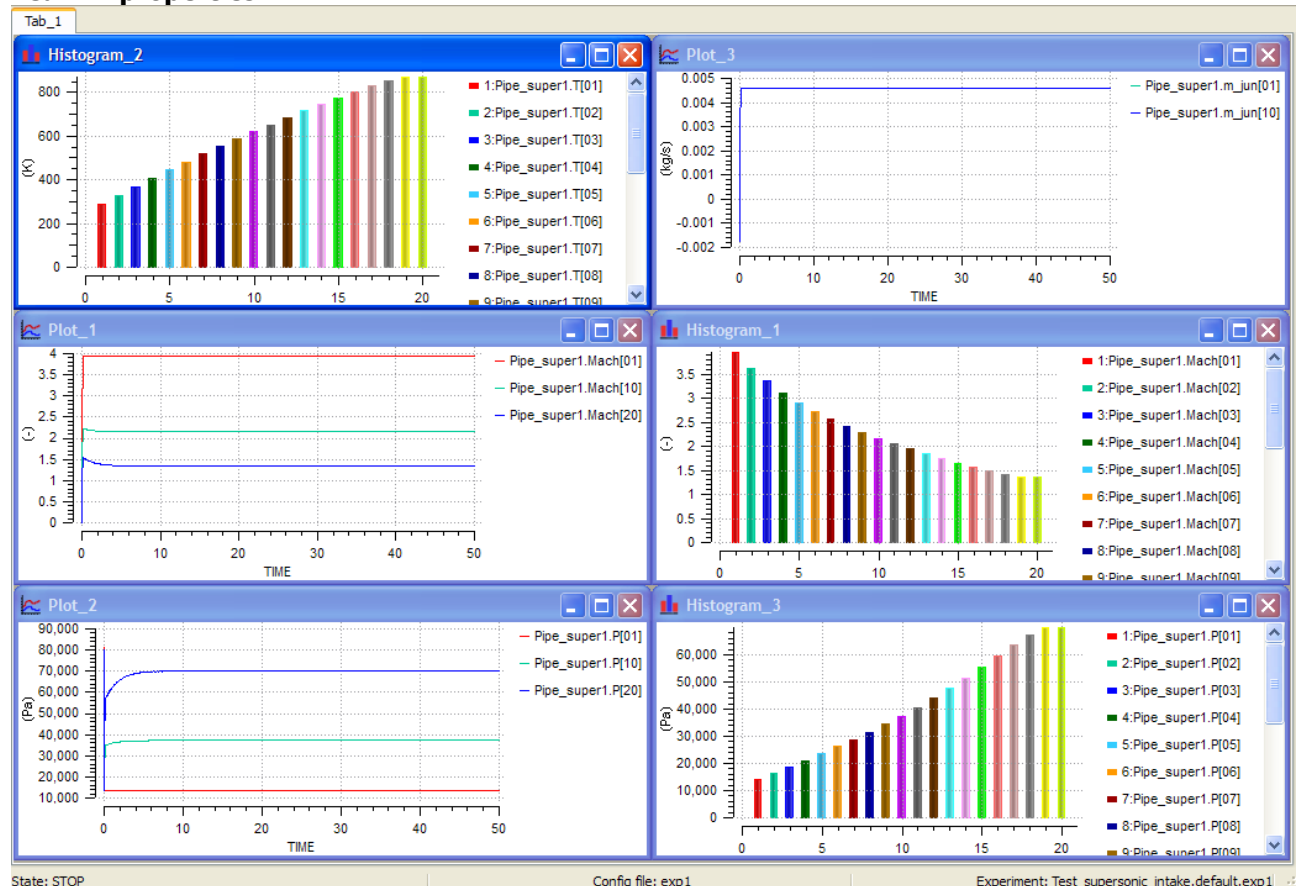 Tab_1
Histogram_2
800
600
400
200
0
(K)
0 5 10 15 20
1:Pipe_super1.T[01]
2:Pipe_super1.T[02]
3:Pipe_super1.T[03]
4:Pipe_super1.T[04]
5:Pipe_super1.T[05]
6:Pipe_super1.T[06]
7:Pipe_super1.T[07]
8:Pipe_super1.T[08]
9:Pipe_super1.T[09]
Plot_3
0.005
0.004
0.003
0.002
0.001
0
-0.001
-0.002
(kg/s)
0 10 20 30 40 50
TIME
Pipe_super1.m_jun[01]
Pipe_super1.m_jun[10]
Plot_1
4
3.5
3
2.5
2
1.5
1
0.5
0
(-)
0 10 20 30 40 50
TIME
Pipe_super1.Mach[01]
Pipe_super1.Mach[10]
Pipe_super1.Mach[20]
Histogram_1
3.5
3
2.5
2
1.5
1
0.5
0
(-)
0 5 10 15 20
1:Pipe_super1.Mach[01]
2:Pipe_super1.Mach[02]
3:Pipe_super1.Mach[03]
4:Pipe_super1.Mach[04]
5:Pipe_super1.Mach[05]
6:Pipe_super1.Mach[06]
7:Pipe_super1.Mach[07]
8:Pipe_super1.Mach[08]
9:Pipe_super1.Mach[09]
Plot_2
90,000
80,000
70,000
60,000
50,000
40,000
30,000
20,000
10,000
(Pa)
0 10 20 30 40 50
TIME
Pipe_super1.P[01]
Pipe_super1.P[10]
Pipe_super1.P[20]
Histogram_3
60,000
50,000
40,000
30,000
20,000
10,000
0
(Pa)
0 5 10 15 20
1:Pipe_super1.P[01]
2:Pipe_super1.P[02]
3:Pipe_super1.P[03]
4:Pipe_super1.P[04]
5:Pipe_super1.P[05]
6:Pipe_super1.P[06]
7:Pipe_super1.P[07]
8:Pipe_super1.P[08]
9:Pipe_super1.P[09]
State: STOP Config file: exp1 Experiment: Test_supersonic_intake.default.exp1